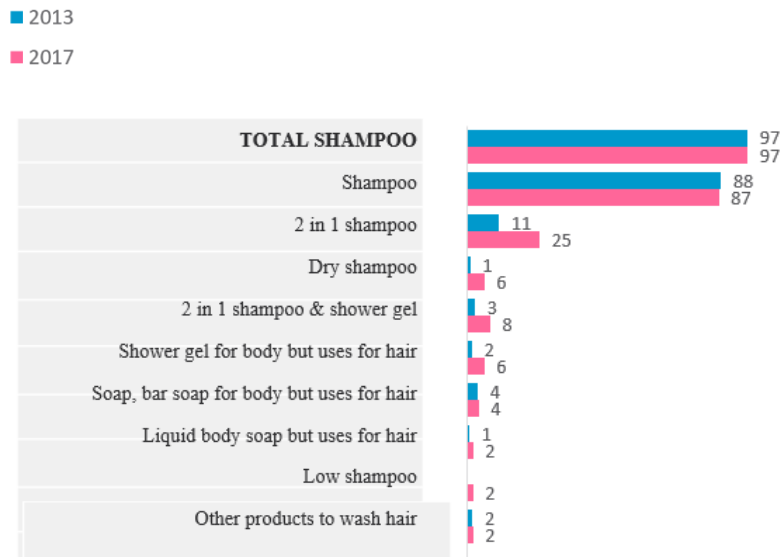 2013
2017
TOTAL SHAMPOO 97
97
Shampoo 88
87
2 in 1 shampoo 11
25
Dry shampoo 1
6
2 in 1 shampoo & shower gel 3
8
Shower gel for body but uses for hair 2
6
Soap, bar soap for body but uses for hair 4
4
Liquid body soap but uses for hair 1
2
Low shampoo
2
Other products to wash hair 2
2